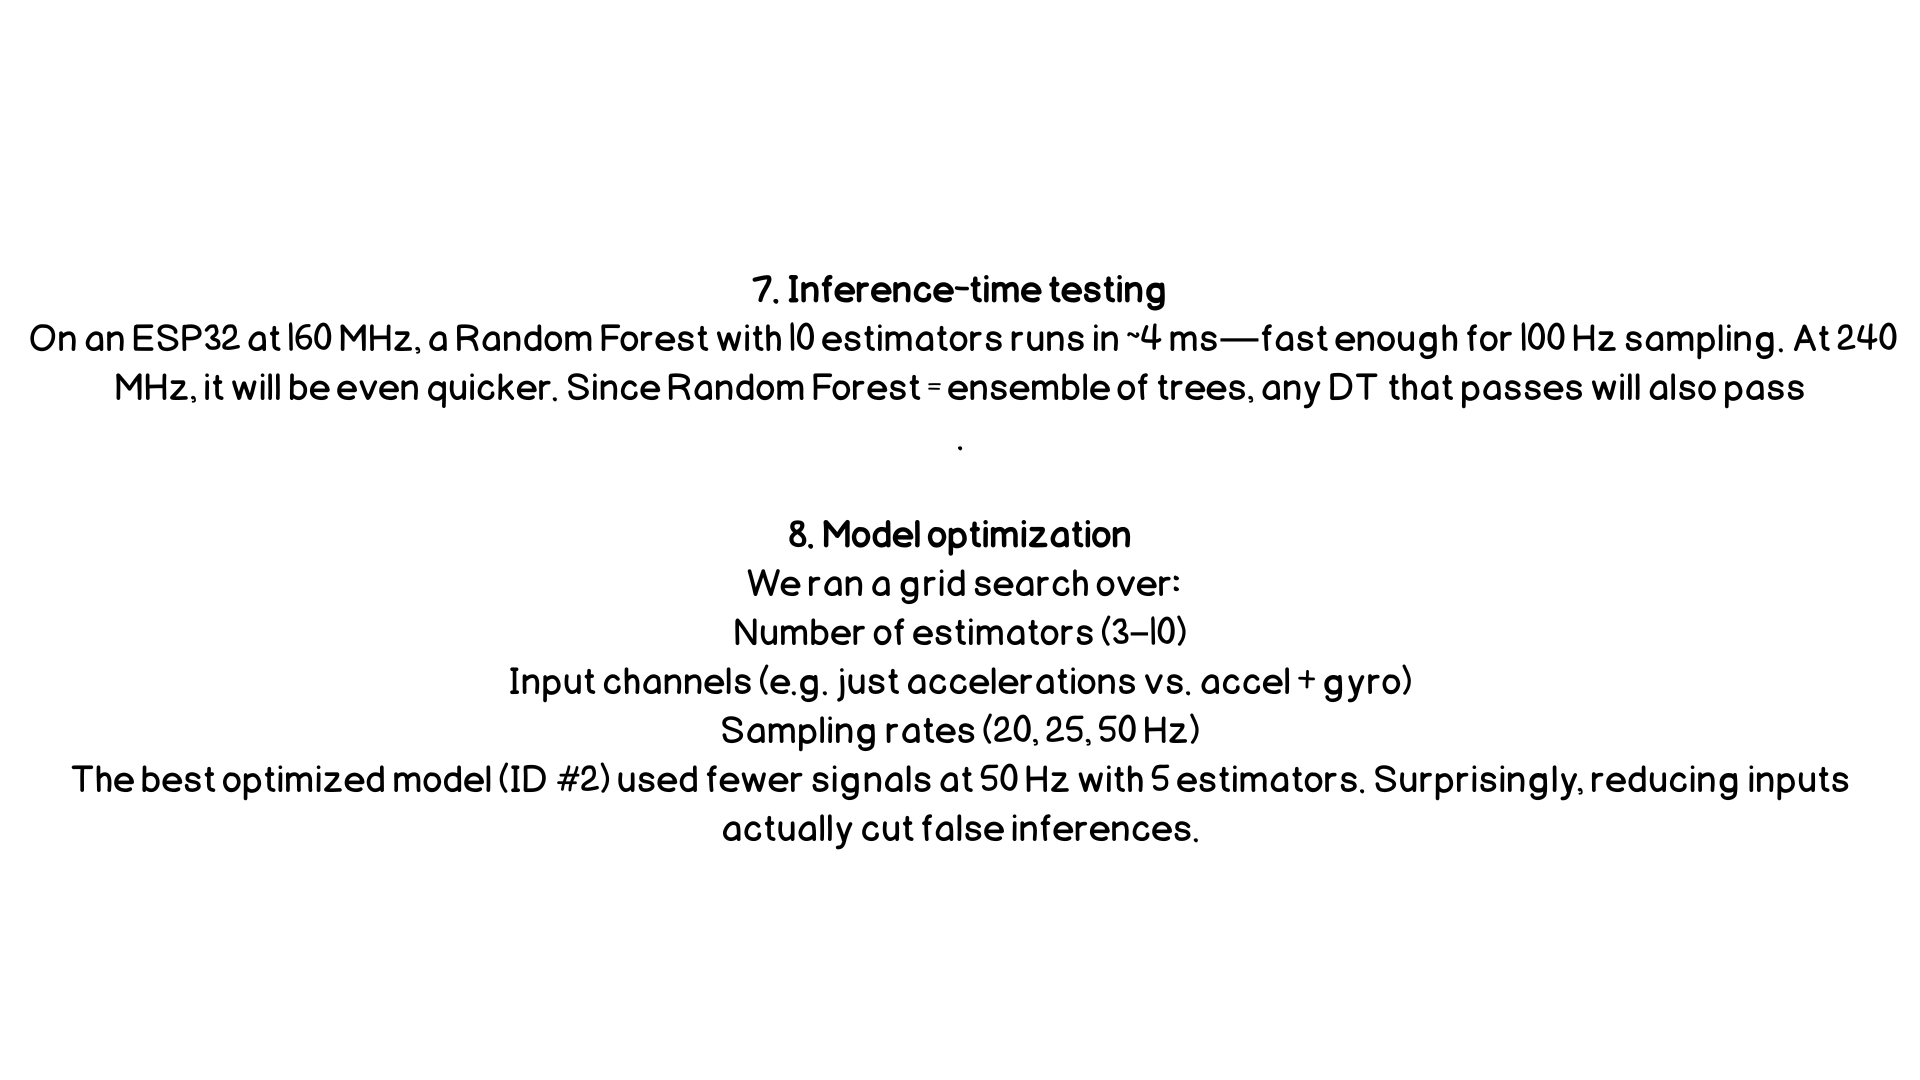 7. Inference-time testing
On an ESP32 at 160 MHz, a Random Forest with 10 estimators runs in ~4 ms—fast enough for 100 Hz sampling. At 240
MHz, it will be even quicker. Since Random Forest = ensemble of trees, any DT that passes will also pass
.
8. Model optimization
We ran a grid search over:
Number of estimators (3–10)
Input channels (e.g. just accelerations vs. accel + gyro)
Sampling rates (20, 25, 50 Hz)
The best optimized model (ID #2) used fewer signals at 50 Hz with 5 estimators. Surprisingly, reducing inputs
actually cut false inferences.